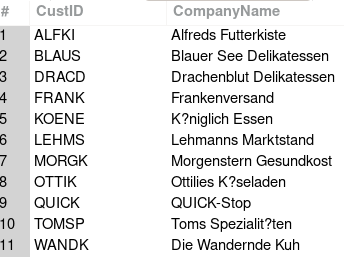 # CustID CompanyName
1 ALFKI Alfreds Futterkiste
2 BLAUS Blauer See Delikatessen
3 DRACD Drachenblut Delikatessen
4 FRANK Frankenversand
5 KOENE K?niglich Essen
6 LEHMS Lehmanns Marktstand
7 MORGK Morgenstern Gesundkost
8 OTTIK Ottilies K?seladen
9 QUICK QUICK-Stop
10 TOMSP Toms Spezialit?ten
11 WANDK Die Wandernde Kuh